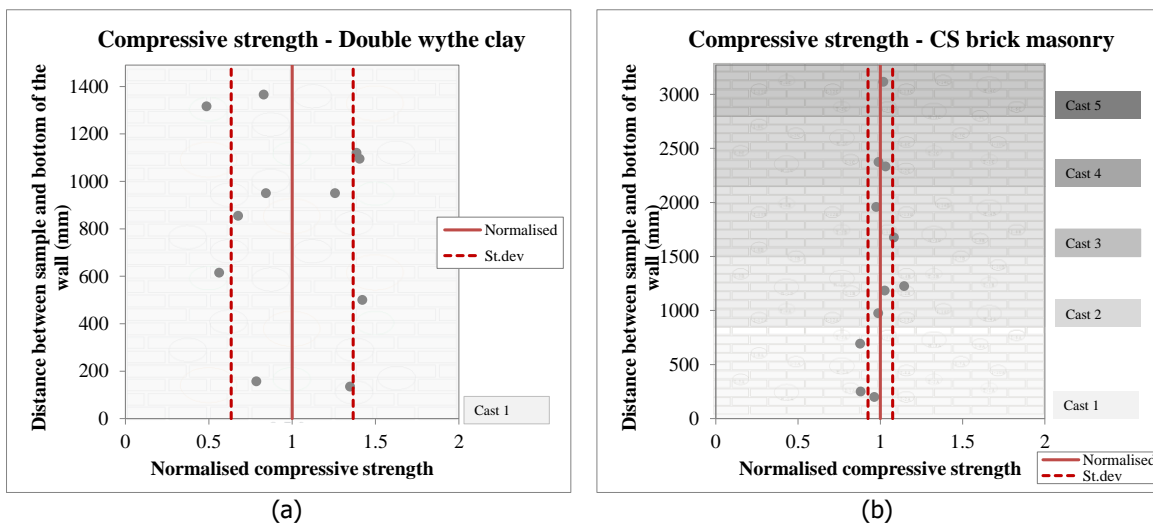 Compressive strength - Double wythe clay
Distance between sample and bottom of the
wall (mm)
1400
1200
1000
800
600
400
200
0
0 0.5 1 1.5 2
Normalised compressive strength
Normalised
St.dev
Cast 1
(a)
Compressive strength - CS brick masonry
Distance between sample and bottom of the
wall (mm)
3000
2500
2000
1500
1000
500
0
0 0.5 1 1.5 2
Normalised compressive strength
Cast 5
Cast 4
Cast 3
Cast 2
Cast 1
Normalised
St.dev
(b)